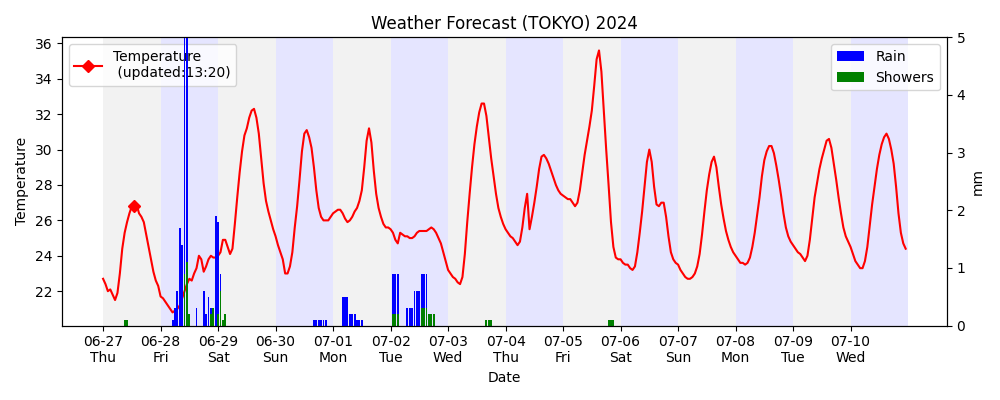 Weather Forecast (TOKYO) 2024
Temperature
(updated:13:20)
Rain
Showers
Temperature
36
34
32
30
28
26
24
22
5
4
3
2
1
0
mm
06-27 06-28 06-29 06-30 07-01 07-02 07-03 07-04 07-05 07-06 07-07 07-08 07-09 07-10
Thu Fri Sat Sun Mon Tue Wed Thu Fri Sat Sun Mon Tue Wed
Date